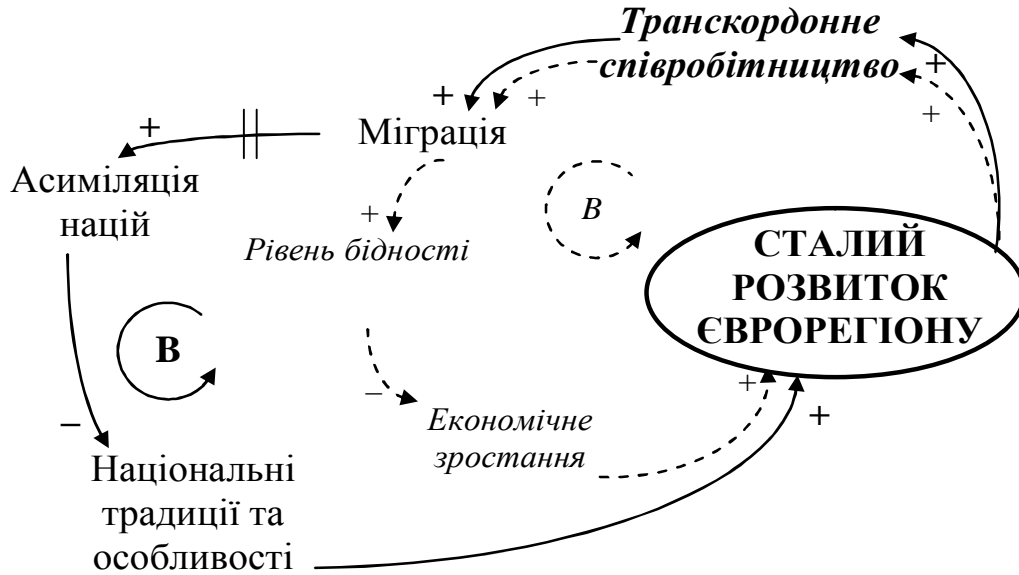 Транскордонне
співробітництво
+
+
+
+
Міграція
+
Асиміляція
націй
+
В
Рівень бідності
СТАЛИЙ
РОЗВИТОК
ЄВРОРЕГІОНУ
В
–
+
+
Економічне
зростання
–
Національні
традиції та
особливості